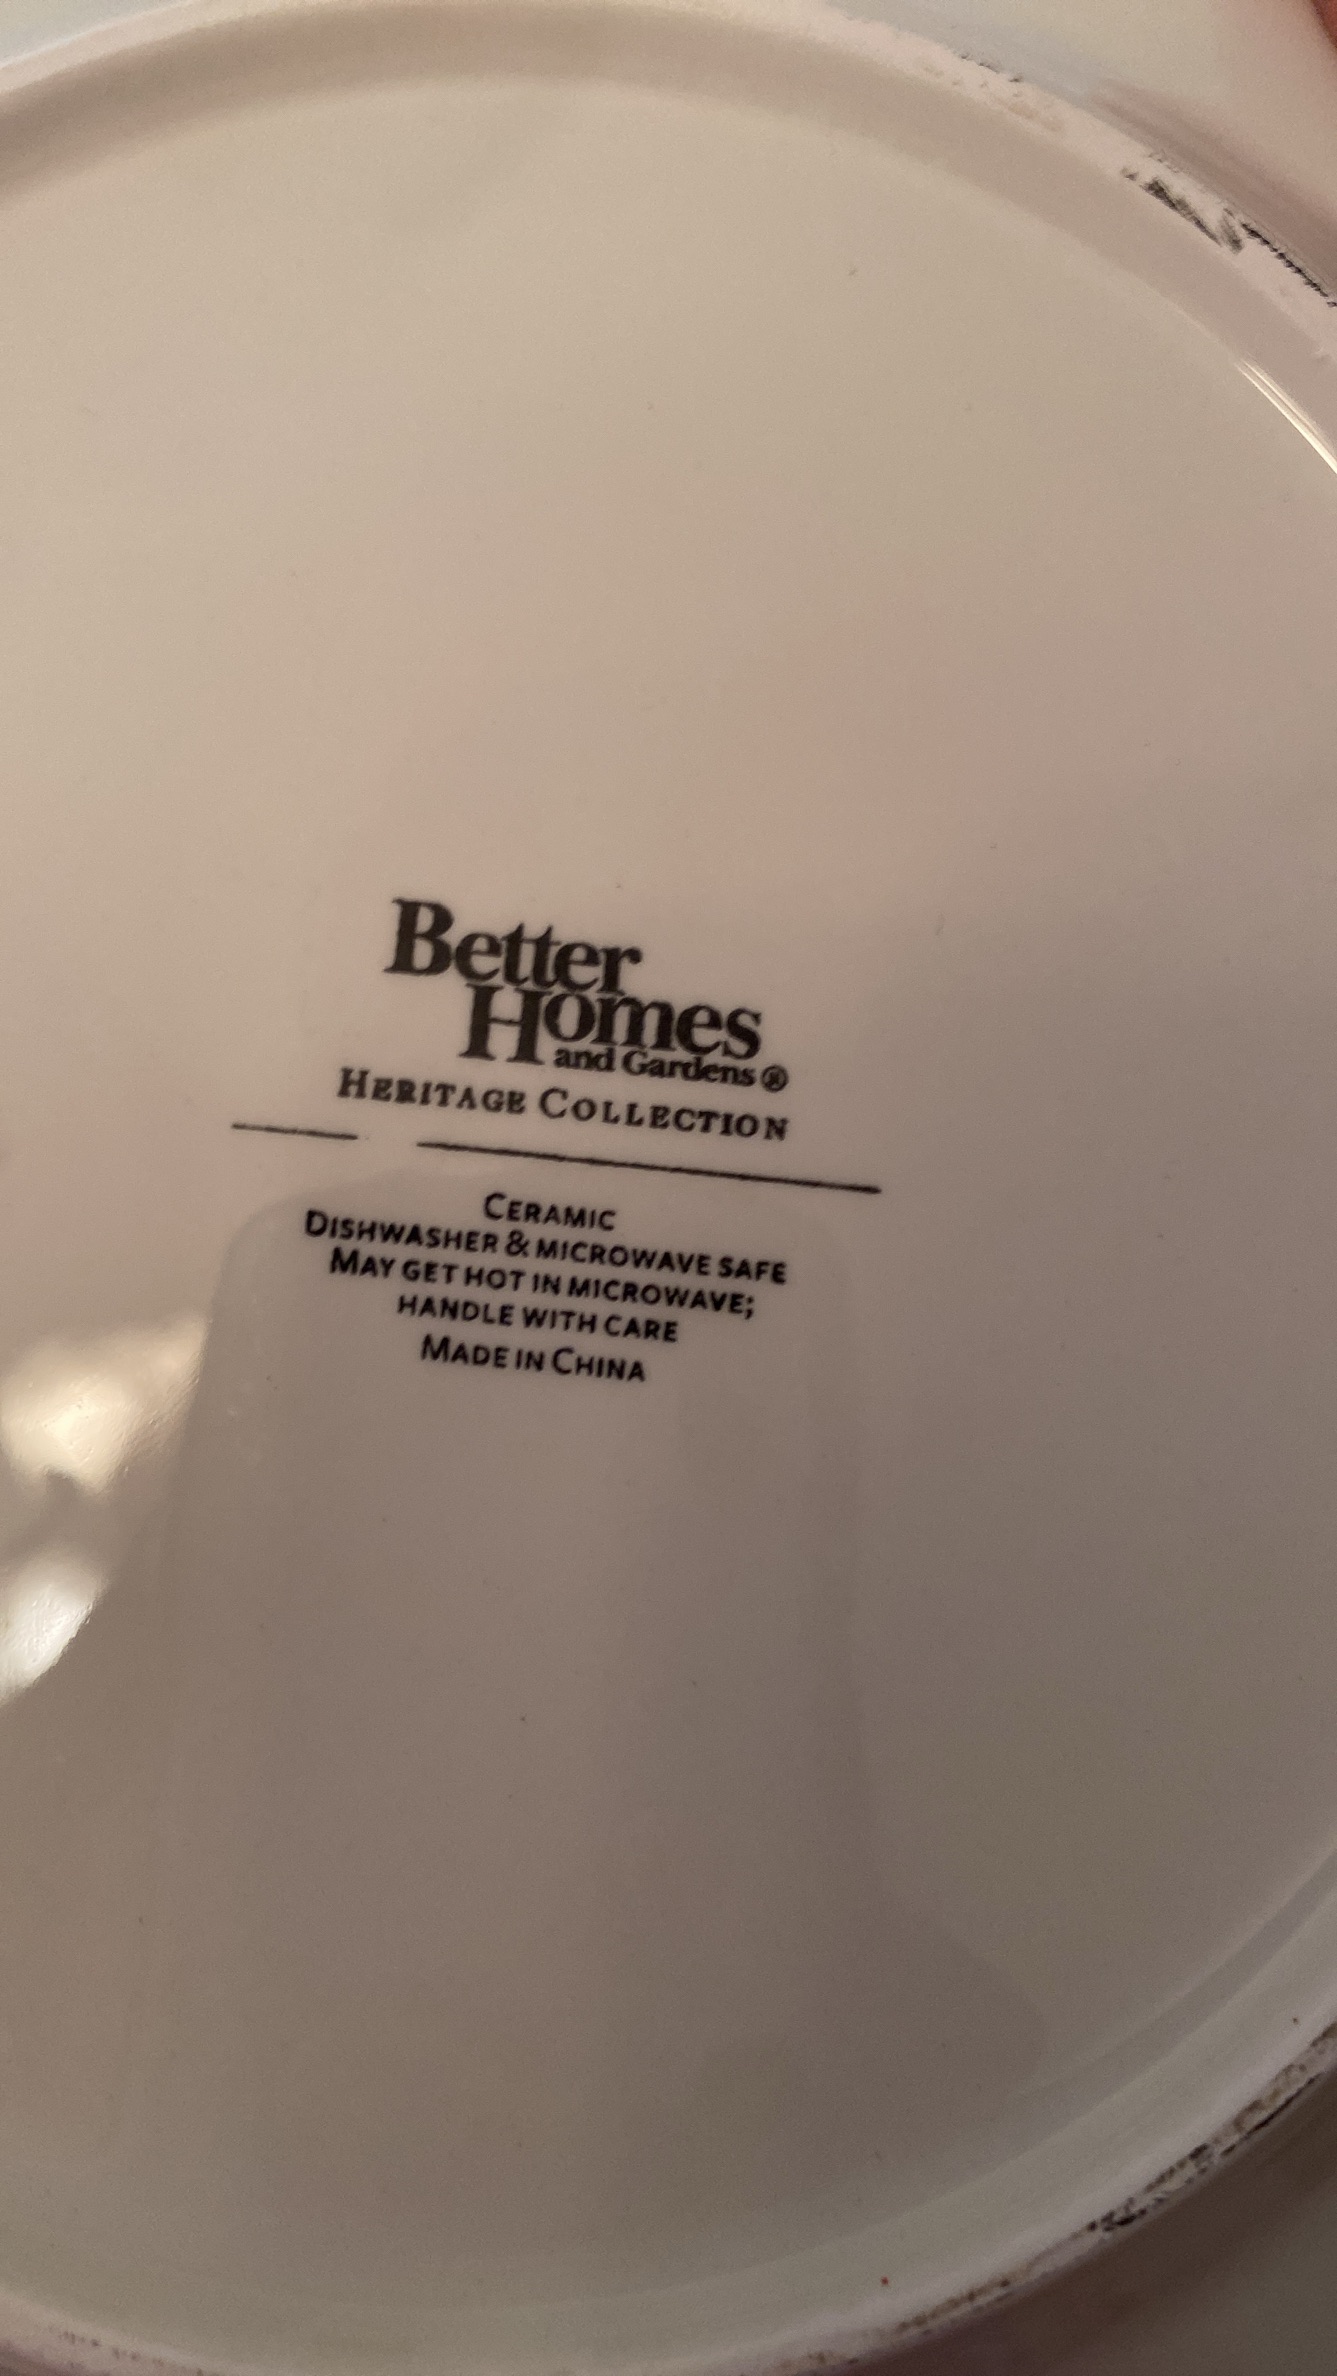 Better
Homes
and Gardens®
HERITAGE COLLECTION
CERAMIC
DISHWASHER & MICROWAVE SAFE
MAY GET HOT IN MICROWAVE;
HANDLE WITH CARE
MADE IN CHINA